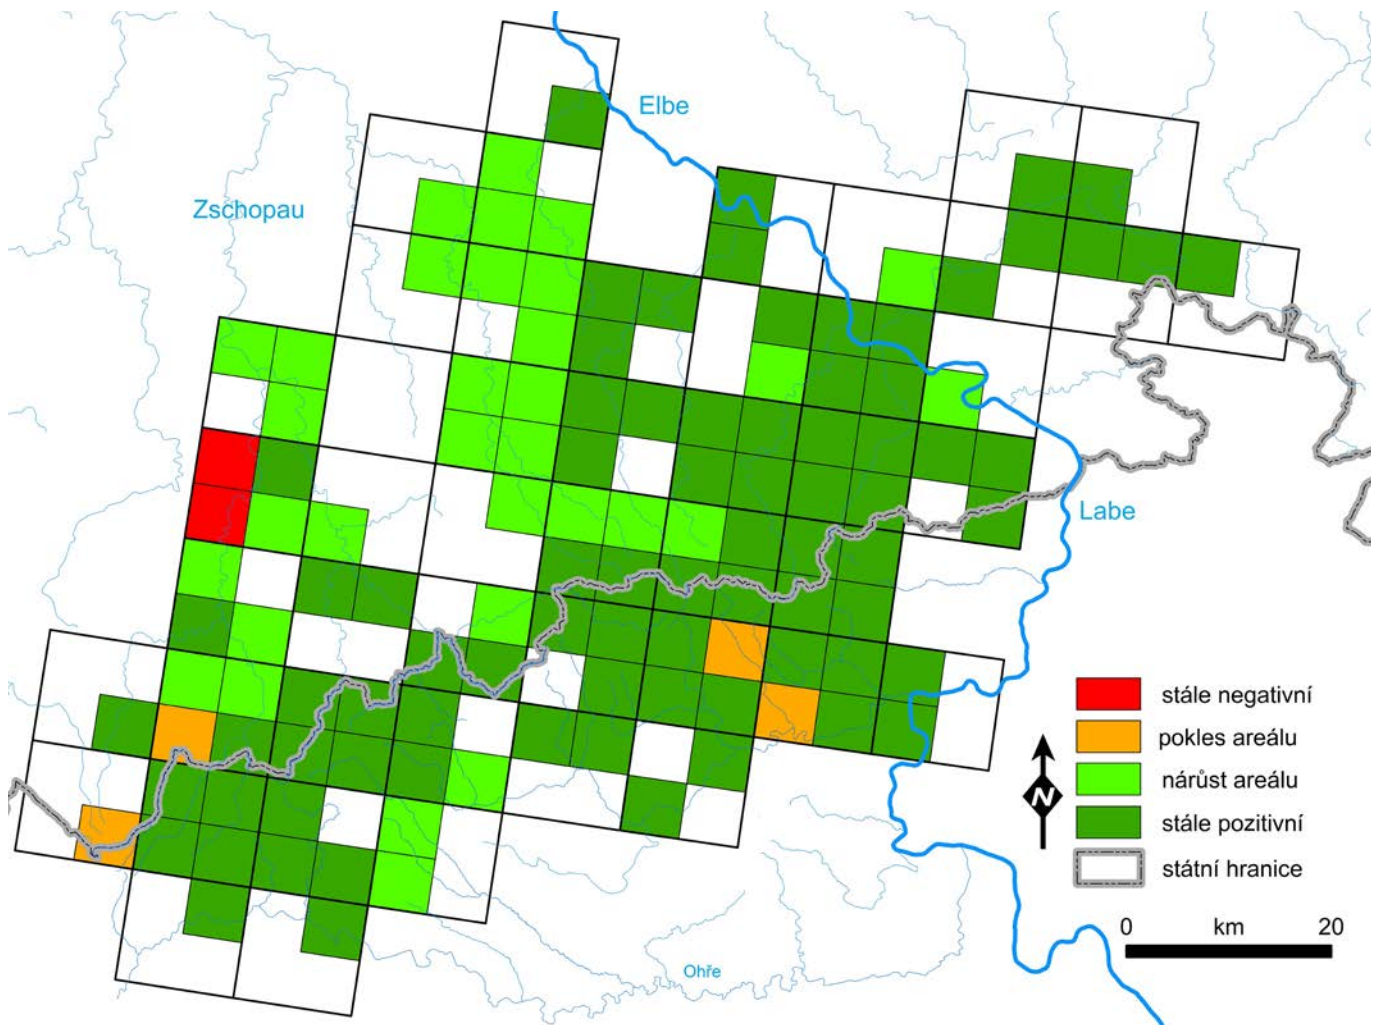 Elbe
Zschopau
Labe
stále negativní
pokles areálu
nárůst areálu
stále pozitivní
státní hranice
N
0 km 20
Ohře